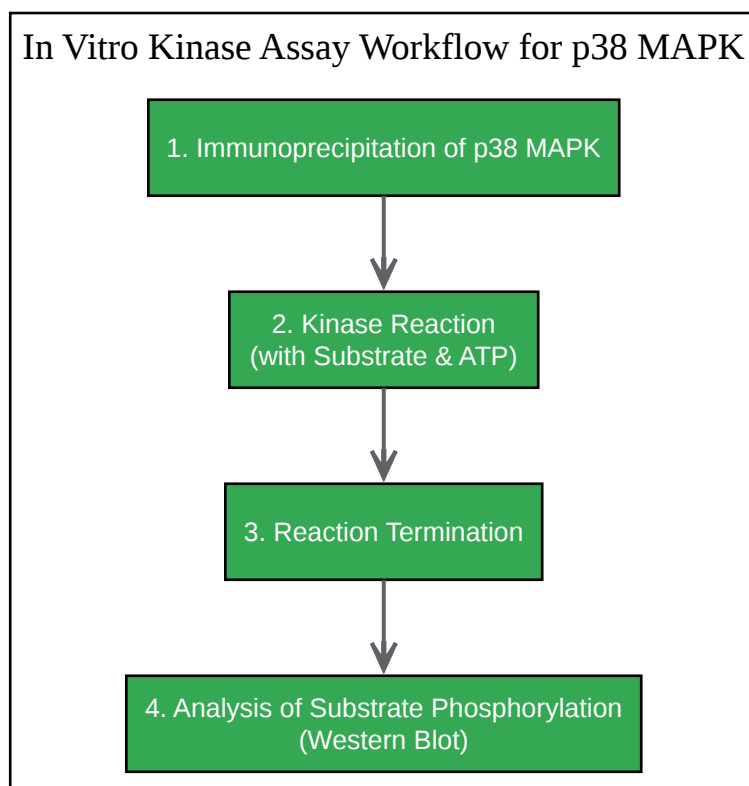 In Vitro Kinase Assay Workflow for p38 MAPK
1. Immunoprecipitation of p38 MAPK
2. Kinase Reaction
(with Substrate & ATP)
3. Reaction Termination
4. Analysis of Substrate Phosphorylation
(Western Blot)